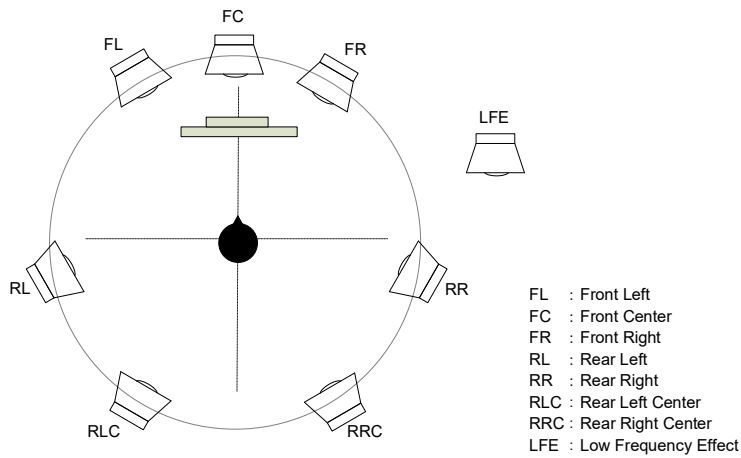 FC
FL
FR
LFE
RL
RR
RLC
RRC
FL : Front Left
FC : Front Center
FR : Front Right
RL : Rear Left
RR : Rear Right
RLC : Rear Left Center
RRC : Rear Right Center
LFE : Low Frequency Effect